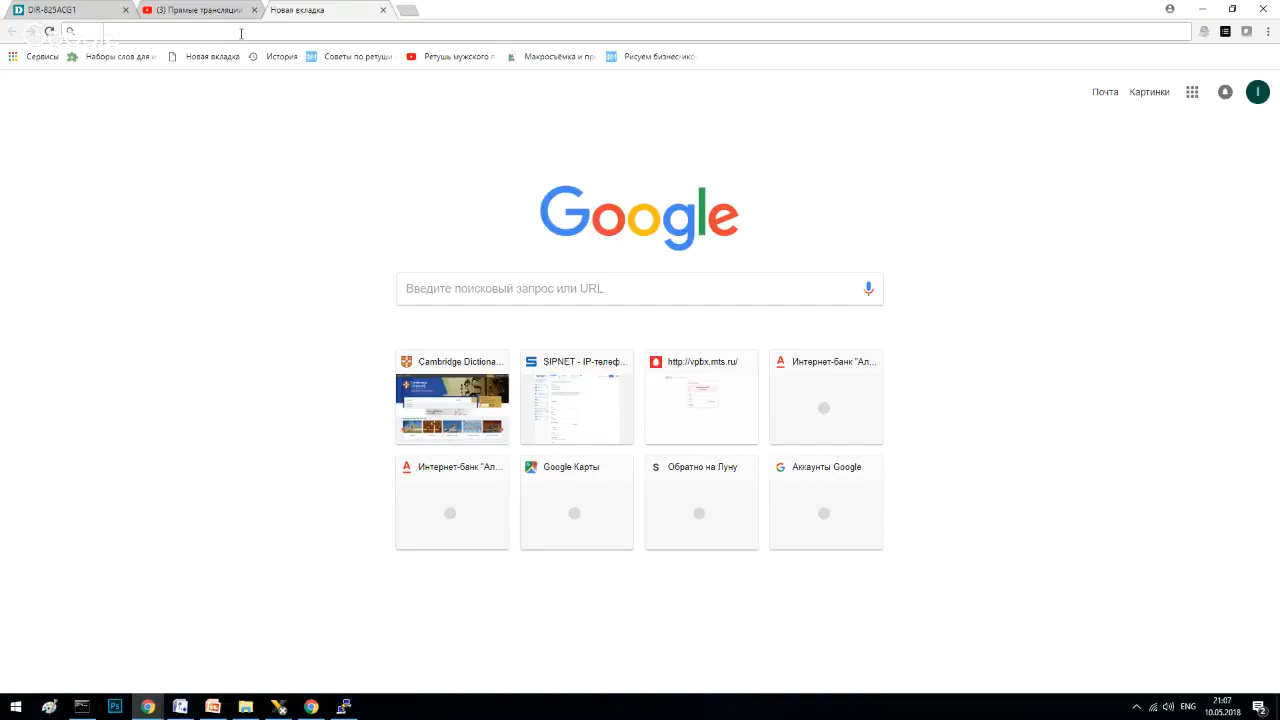 DIR-825ACG1
(3) Прямые трансляции
Новая вкладка
Сервисы
Наборы слов для и
Новая вкладка
История
Советы по ретуши
Ретушь мужского п
Макросъёмка и пр
Рисуем бизнес-ико
Почта
Картинки
I
Google
Введите поисковый запрос или URL
Cambridge Dictiona...
SIPNET - IP-телеф...
http://vpbx.mts.ru/
Интернет-банк "Ал...
Интернет-банк "Ал...
Google Карты
S Обратно на Луну
Аккаунты Google
Ps
ENG
21:07
10.05.2018
2